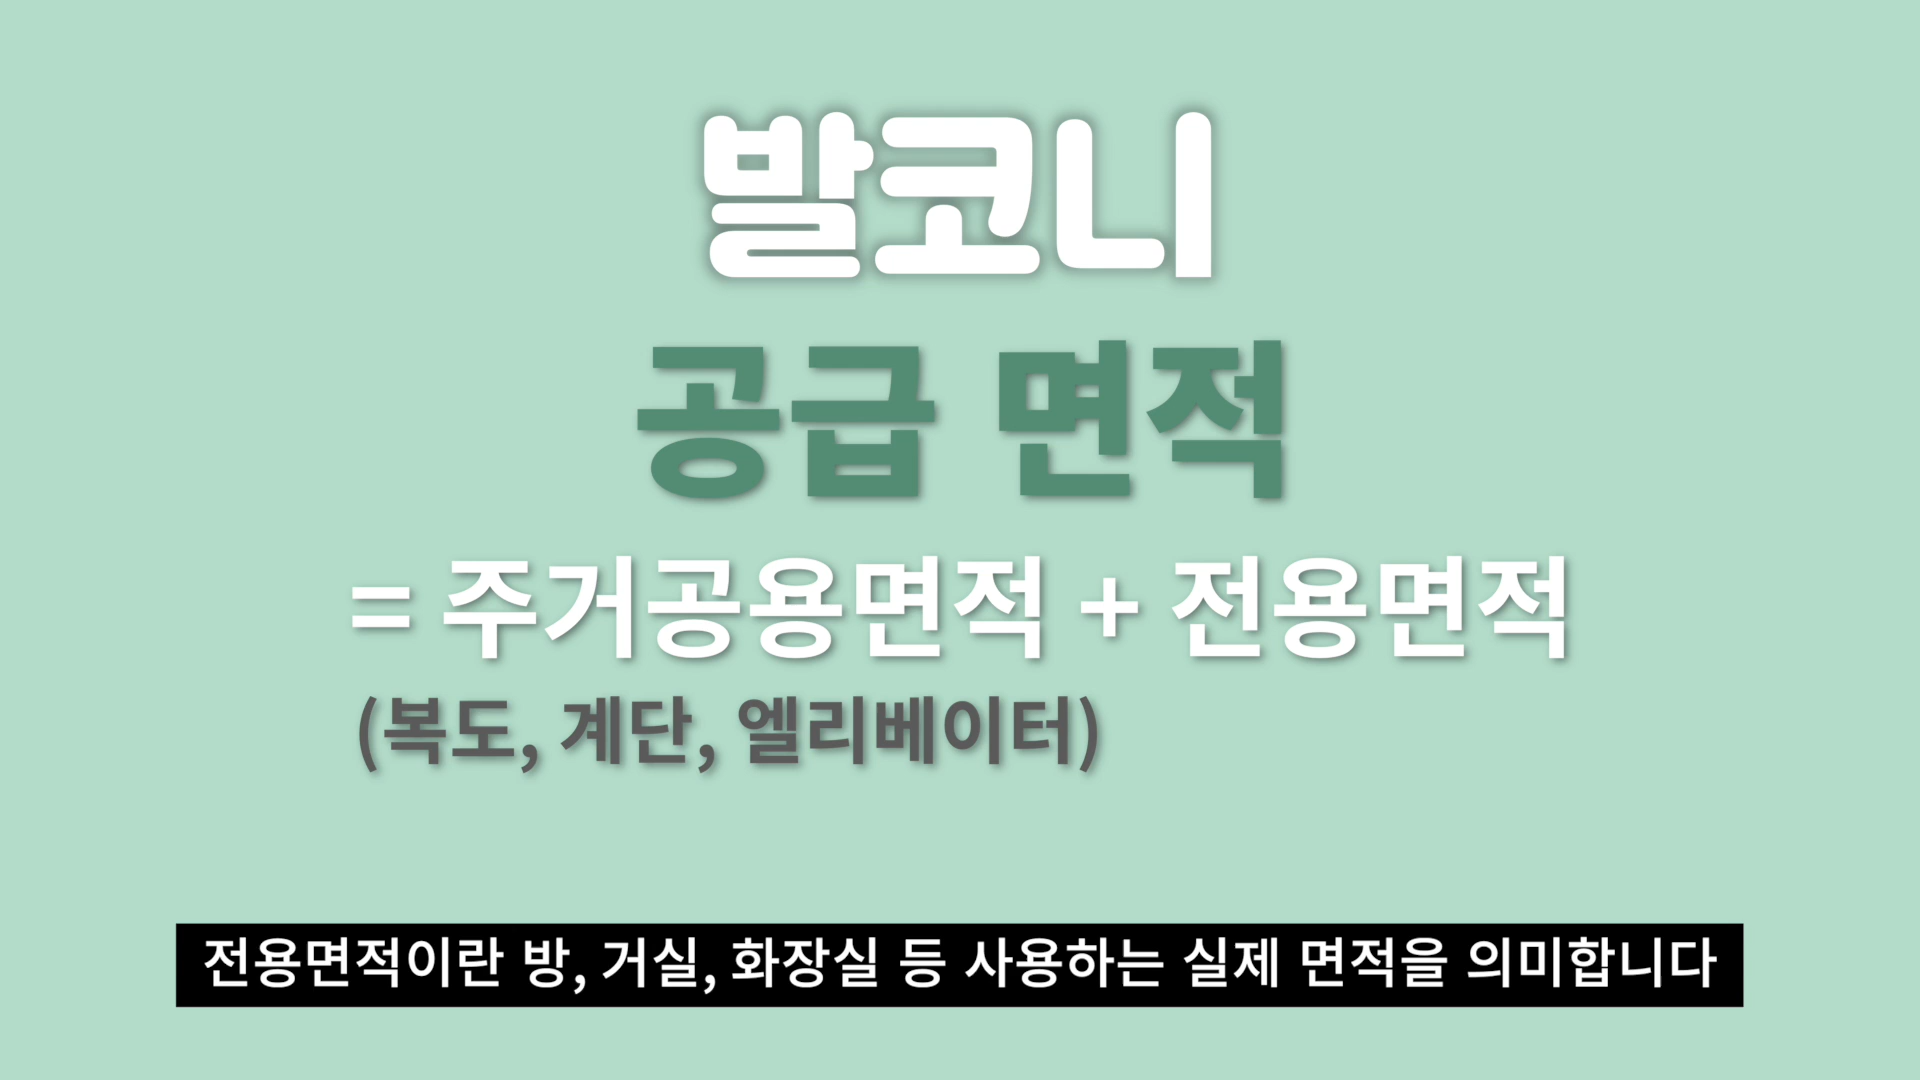 발코니
공급 면적
= 주거공용면적 + 전용면적
(복도, 계단, 엘리베이터)
전용면적이란 방, 거실, 화장실 등 사용하는 실제 면적을 의미합니다